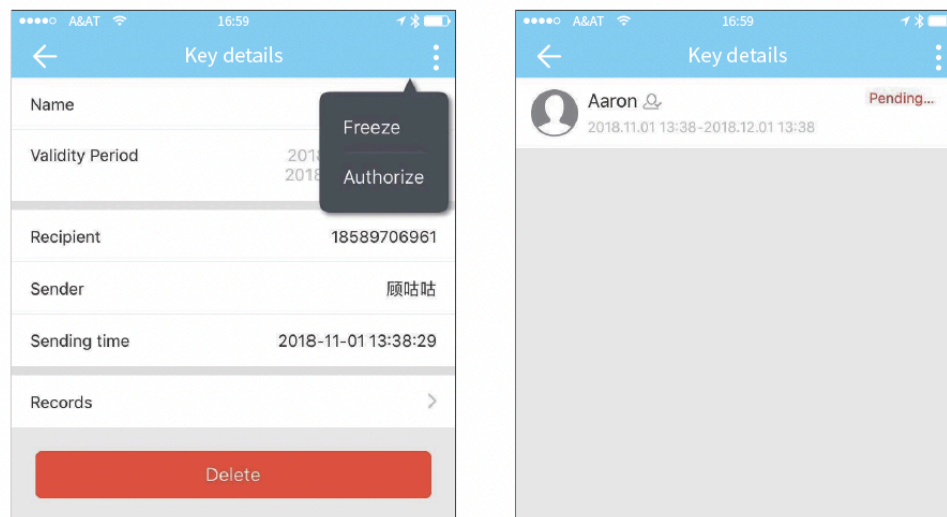 A&AT 16:59
Key details
Name
Freeze
Validity Period
Authorize
Recipient 18589706961
Sender 顾咕咕
Sending time 2018-11-01 13:38:29
Records
Delete
A&AT 16:59
Key details
Aaron Pending...
2018.11.01 13:38-2018.12.01 13:38